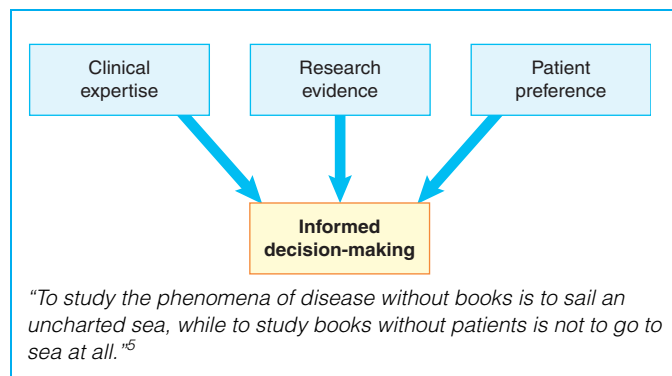 Clinical
expertise
Research
evidence
Patient
preference
Informed
decision-making
“To study the phenomena of disease without books is to sail an
uncharted sea, while to study books without patients is not to go to
sea at all.”5